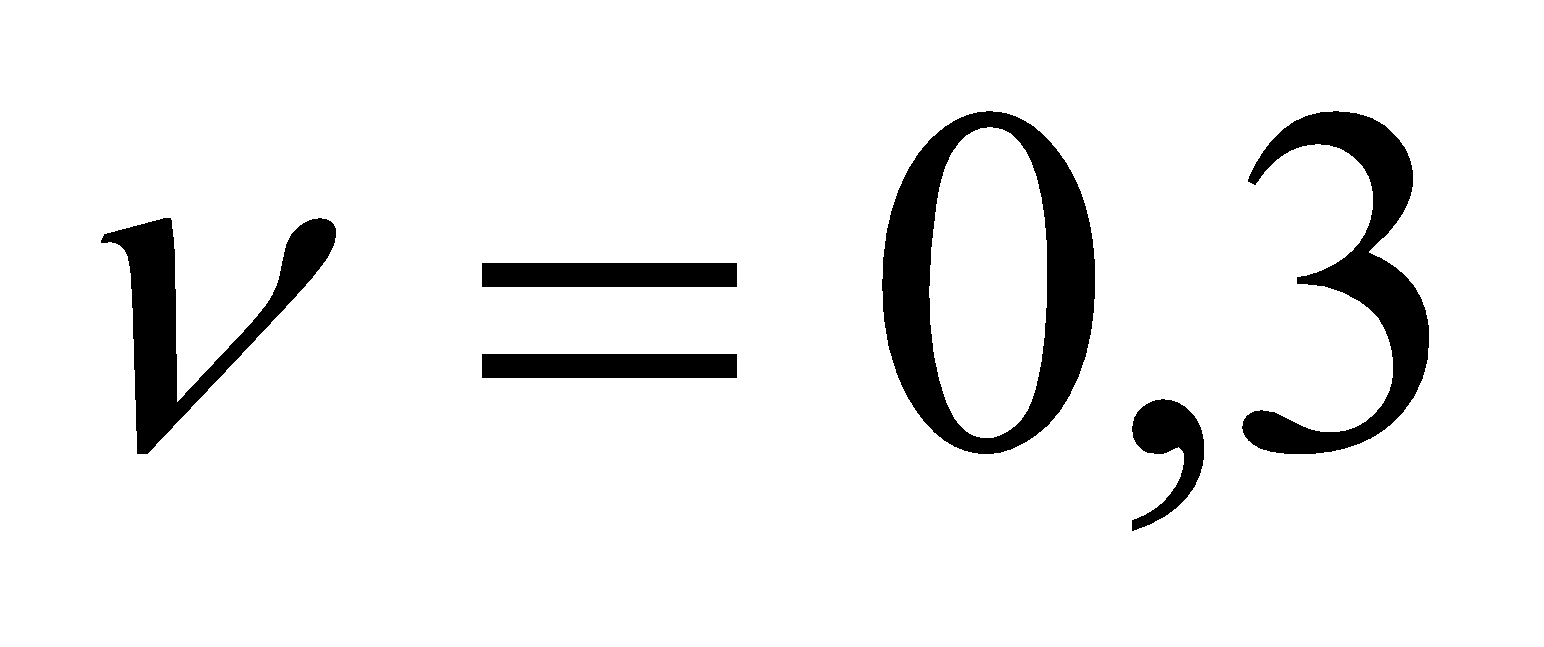 ν = 0,3